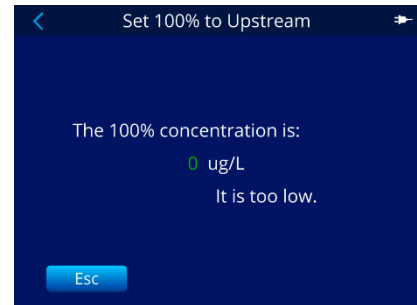 Set 100% to Upstream
The 100% concentration is:
0 ug/L
It is too low.
Esc